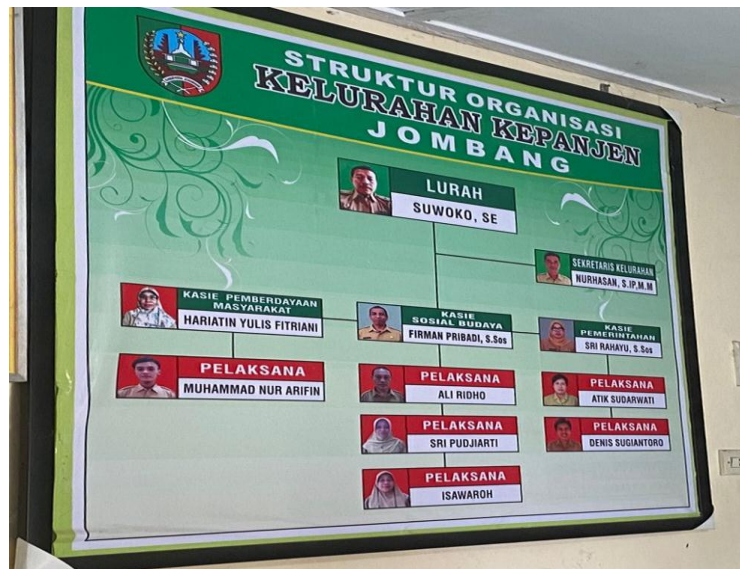 STRUKTUR ORGANISASI
KELURAHAN KEPANJEN
JOMBANG
LURAH
SUWOKO, SE
SEKRETARIS KELURAHAN
NURHASAN, S.IP,M.M
KASIE PEMBERDAYAAN
MASYARAKAT
HARIATIN YULIS FITRIANI
KASIE
SOSIAL BUDAYA
FIRMAN PRIBADI, S.Sos
KASIE
PEMERINTAHAN
SRI RAHAYU, S.Sos
PELAKSANA
MUHAMMAD NUR ARIFIN
PELAKSANA
ALI RIDHO
PELAKSANA
ATIK SUDARWATI
PELAKSANA
SRI PUDJIARTI
PELAKSANA
DENIS SUGIANTORO
PELAKSANA
ISAWAROH